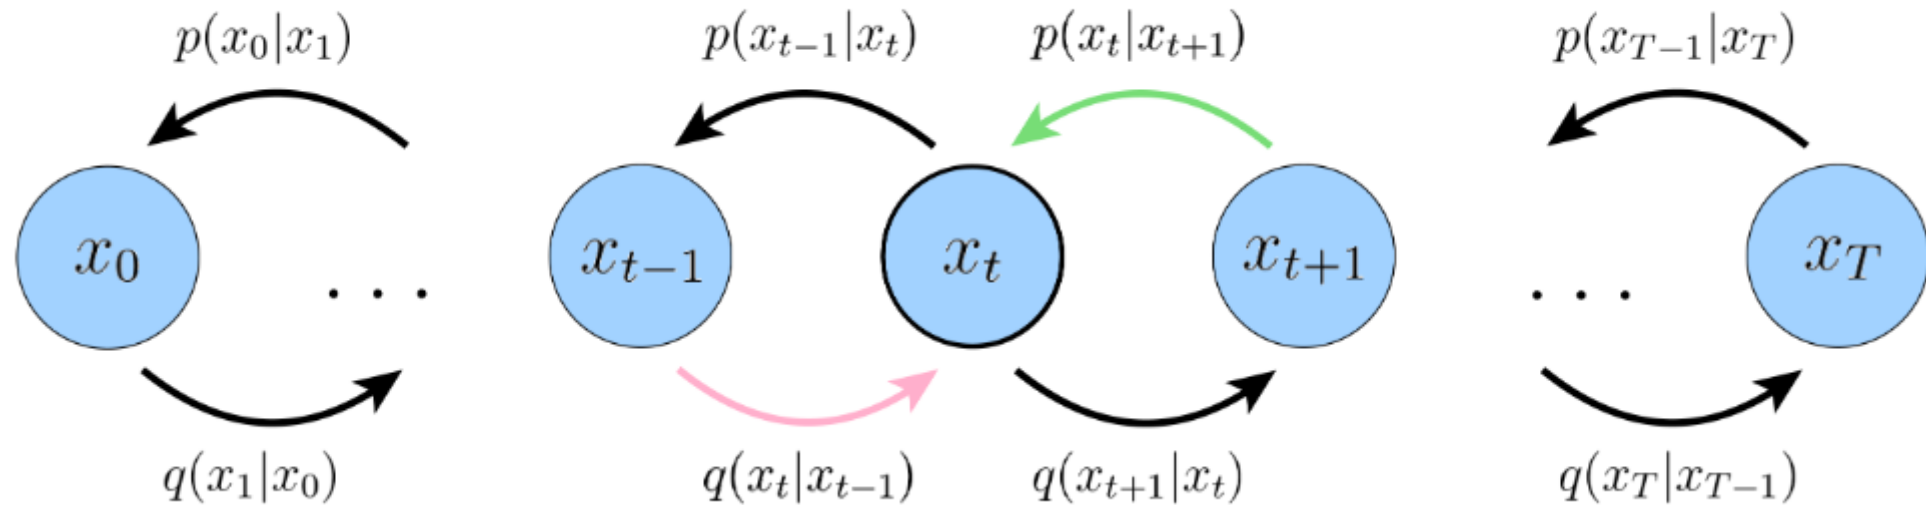 p(x_0|x_1) p(x_{t−1}|x_t) p(x_t|x_{t+1}) p(x_{T−1}|x_T)
x_0 · · · x_{t−1} x_t x_{t+1} · · · x_T
q(x_1|x_0) q(x_t|x_{t−1}) q(x_{t+1}|x_t) q(x_T|x_{T−1})